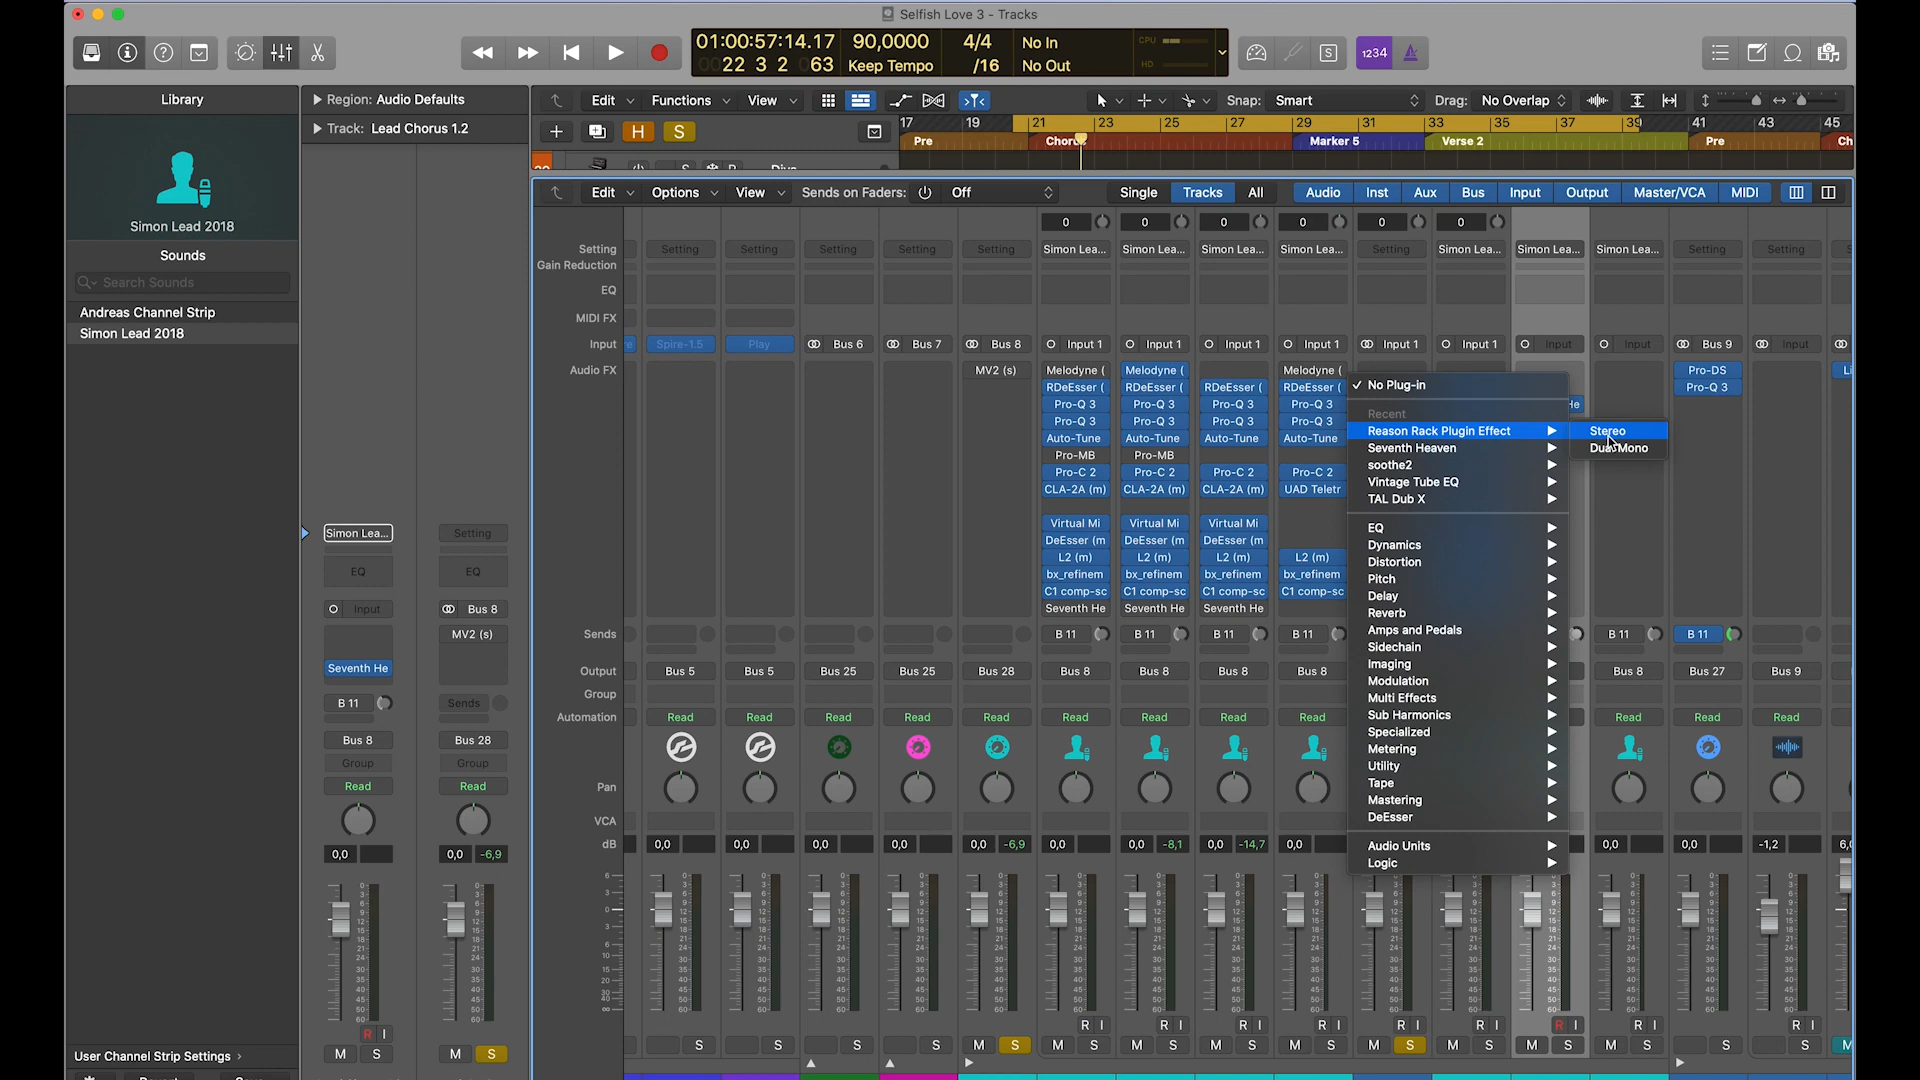 Selfish Love 3 - Tracks
01:00:57:14.17 90,0000 4/4 No In CPU
0022 3 2 063 Keep Tempo /16 No Out HD
S 1234
Library
Region: Audio Defaults
Edit Functions View Snap: Smart Drag: No Overlap
Track: Lead Chorus 1.2
H S
17 19 21 23 25 27 29 31 33 35 37 39 41 43 45
Pre Chorus Marker 5 Verse 2 Pre Ch
Edit Options View Sends on Faders: Off Single Tracks All Audio Inst Aux Bus Input Output Master/VCA MIDI
Simon Lead 2018
Sounds
Search Sounds
Andreas Channel Strip
Simon Lead 2018
0 0 0 0 0 0
Setting Setting Setting Setting Setting Setting Simon Lea... Simon Lea... Simon Lea... Simon Lea... Setting Simon Lea... Simon Lea... Simon Lea... Setting Setting
Gain Reduction
EQ
MIDI FX
Input Spire-1.5 Play Bus 6 Bus 7 Bus 8 Input 1 Input 1 Input 1 Input 1 Input 1 Input 1 Input Input Bus 9 Input
Audio FX MV2 (s) Melodyne ( Melodyne ( Melodyne ( Pro-DS
RDeEsser ( RDeEsser ( RDeEsser ( RDeEsser ( Pro-Q 3
Pro-Q 3 Pro-Q 3 Pro-Q 3 Pro-Q 3 He
Pro-Q 3 Pro-Q 3 Pro-Q 3 Pro-Q 3
Auto-Tune Auto-Tune Auto-Tune Auto-Tune
Pro-MB Pro-MB
Pro-C 2 Pro-C 2 Pro-C 2 Pro-C 2
CLA-2A (m) CLA-2A (m) CLA-2A (m) UAD Teletr
Virtual Mi Virtual Mi Virtual Mi
DeEsser (m DeEsser (m DeEsser (m
L2 (m) L2 (m) L2 (m) L2 (m)
bx_refinem bx_refinem bx_refinem bx_refinem
C1 comp-sc C1 comp-sc C1 comp-sc C1 comp-sc
Seventh He Seventh He Seventh He
No Plug-in
Recent
Reason Rack Plugin Effect
Seventh Heaven
soothe2
Vintage Tube EQ
TAL Dub X
EQ
Dynamics
Distortion
Pitch
Delay
Reverb
Amps and Pedals
Sidechain
Imaging
Modulation
Multi Effects
Sub Harmonics
Specialized
Metering
Utility
Tape
Mastering
DeEsser
Audio Units
Logic
Stereo
Dual Mono
Sends B 11 B 11 B 11 B 11 B 11 B 11
Output Bus 5 Bus 5 Bus 25 Bus 25 Bus 28 Bus 8 Bus 8 Bus 8 Bus 8 Bus 8 Bus 27 Bus 9
Group
Automation Read Read Read Read Read Read Read Read Read Read Read Read
Pan
VCA
dB 0,0 0,0 0,0 0,0 0,0 -6,9 0,0 0,0 -8,1 0,0 -14,7 0,0 0,0 0,0 -1,2 6,0
R I R I R I R I R I R I R I R I R I
S S S S M S M S M S M S M S M S M S M S M S S S M
Simon Lea... Setting
EQ EQ
Input Bus 8
MV2 (s)
Seventh He
B 11 Sends
Bus 8 Bus 28
Group Group
Read Read
0,0 0,0 -6,9
R I
M S M S
User Channel Strip Settings